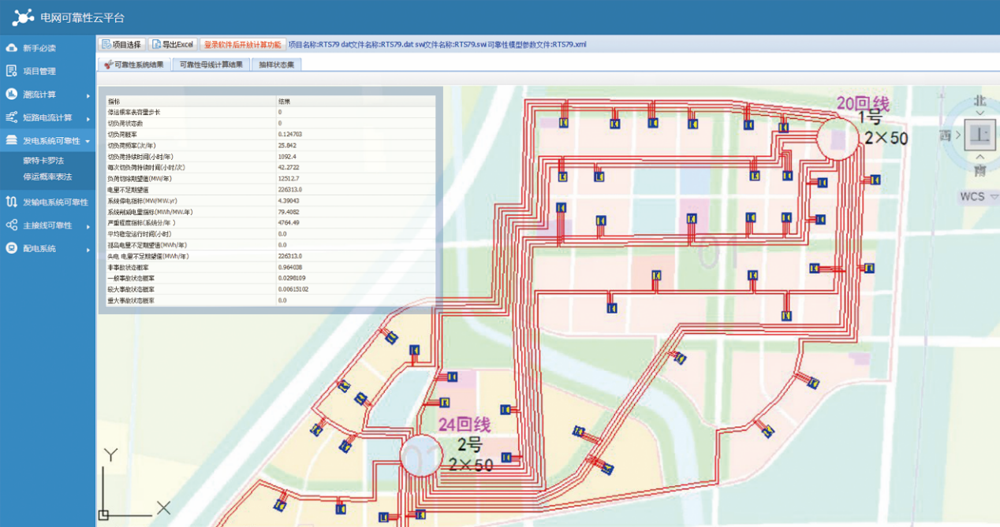 电网可靠性云平台
新手必读
项目管理
潮流计算
短路电流计算
发电系统可靠性
蒙特卡罗法
停运概率表法
发输电系统可靠性
主接线可靠性
配电系统
项目选择 导出Excel 登录软件后开放计算功能 项目名称:RTS79 dat文件名称:RTS79.dat swi文件名称:RTS79.swi 可靠性模型参数文件:RTS79.xml
可靠性系统结果 可靠性母线计算结果 抽样状态集
指标 结果
停运概率表容量步长 0
切负荷状态数 0
切负荷概率 0.124703
切负荷频率(次/年) 25.842
切负荷持续时间(小时/年) 1092.4
每次切负荷持续时间(小时/次) 42.2722
负荷切除期望值(MW/年) 12512.7
电量不足期望值 226313.0
系统停电指标(MW/MW.yr) 4.39043
系统削减电量指标(MWh/MW.年) 79.4082
严重程度指标(系统分/年 ) 4764.49
平均稳定运行时间(小时) 0.0
孤岛电量不足期望值(MWh/年) 0.0
失电 电量不足期望值(MWh/年) 226313.0
非事故状态概率 0.964038
一般事故状态概率 0.0298109
较大事故状态概率 0.00615102
重大事故状态概率 0.0
20回线
1号
2×50
北
西
上
南
WCS
01
24回线
2号
2×50
01
Y
X